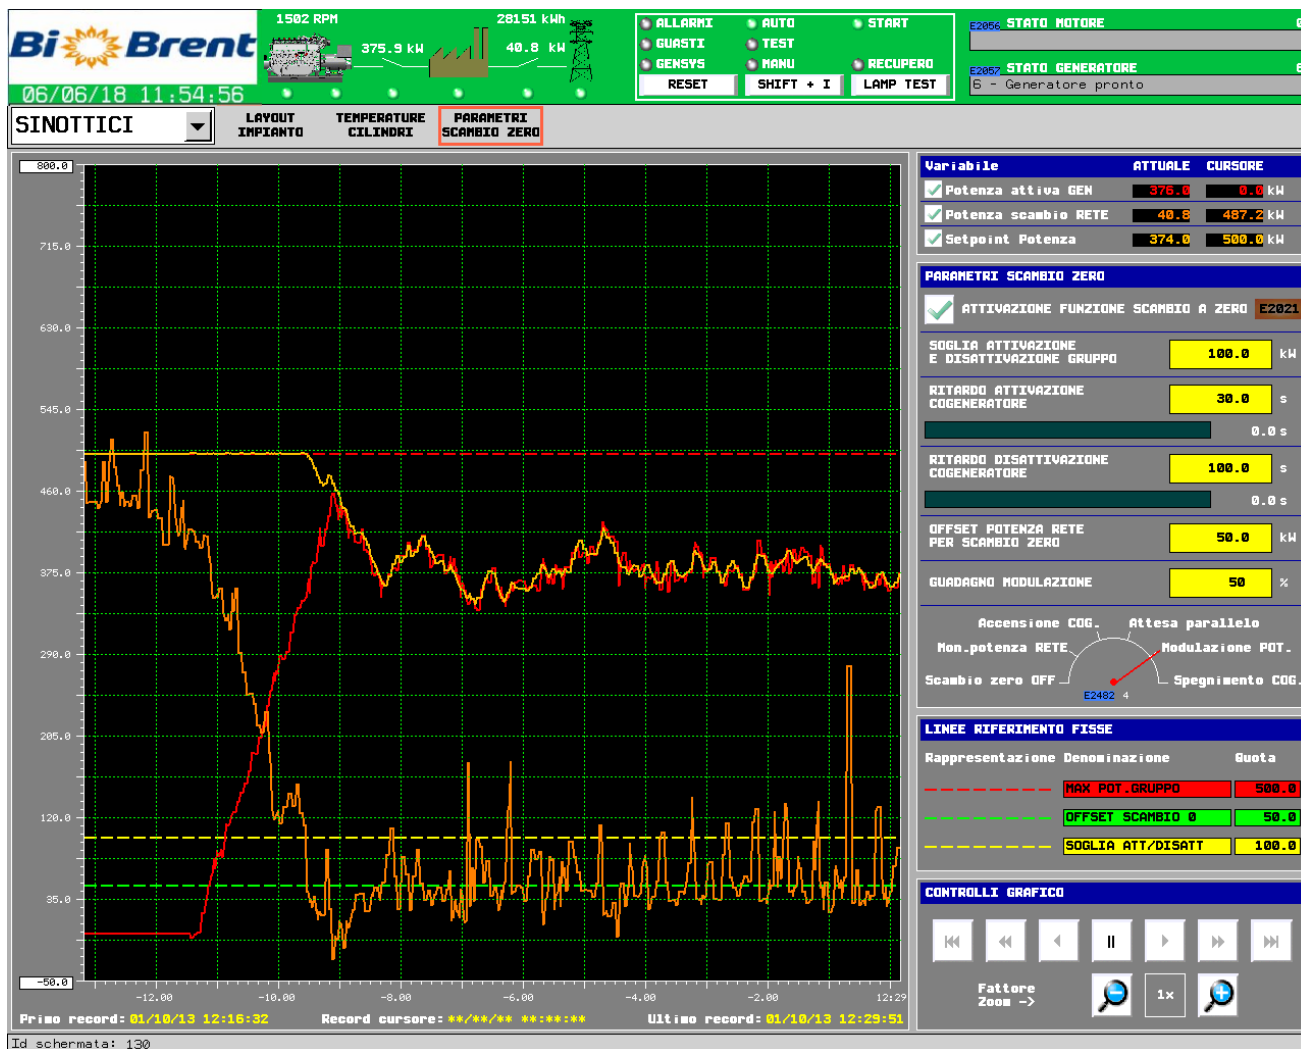 Bi Brent
06/06/18 11:54:56
1502 RPM
28151 kWh
375.9 kW
40.8 kW
ALLARMI
AUTO
START
GUASTI
TEST
GENSYS
MANU
RECUPERO
RESET
SHIFT + I
LAMP TEST
E2056 STATO MOTORE
E2057 STATO GENERATORE
6 - Generatore pronto
SINOTTICI
LAYOUT
IMPIANTO
TEMPERATURE
CILINDRI
PARAMETRI
SCAMBIO ZERO
800.0
715.0
630.0
545.0
460.0
375.0
290.0
205.0
120.0
35.0
-50.0
-12.00
-10.00
-8.00
-6.00
-4.00
-2.00
12:29
Primo record: 01/10/13 12:16:32
Record cursore: **/**/** **:**:**
Ultimo record: 01/10/13 12:29:51
Variabile ATTUALE CURSORE
Potenza attiva GEN 376.0 0.0 kW
Potenza scambio RETE 40.8 487.2 kW
Setpoint Potenza 374.0 500.0 kW
PARAMETRI SCAMBIO ZERO
ATTIVAZIONE FUNZIONE SCAMBIO A ZERO E2021
SOGLIA ATTIVAZIONE
E DISATTIVAZIONE GRUPPO
100.0 kW
RITARDO ATTIVAZIONE
COGENERATORE
30.0 s
0.0 s
RITARDO DISATTIVAZIONE
COGENERATORE
100.0 s
0.0 s
OFFSET POTENZA RETE
PER SCAMBIO ZERO
50.0 kW
GUADAGNO MODULAZIONE 50 %
Accensione COG.
Attesa parallelo
Mon.potenza RETE
Modulazione POT.
Scambio zero OFF
Spegnimento COG.
E2482 4
LINEE RIFERIMENTO FISSE
Rappresentazione Denominazione Quota
MAX POT.GRUPPO 500.0
OFFSET SCAMBIO 0 50.0
SOGLIA ATT/DISATT 100.0
CONTROLLI GRAFICO
Fattore
Zoom ->
1x
Id schermata: 130